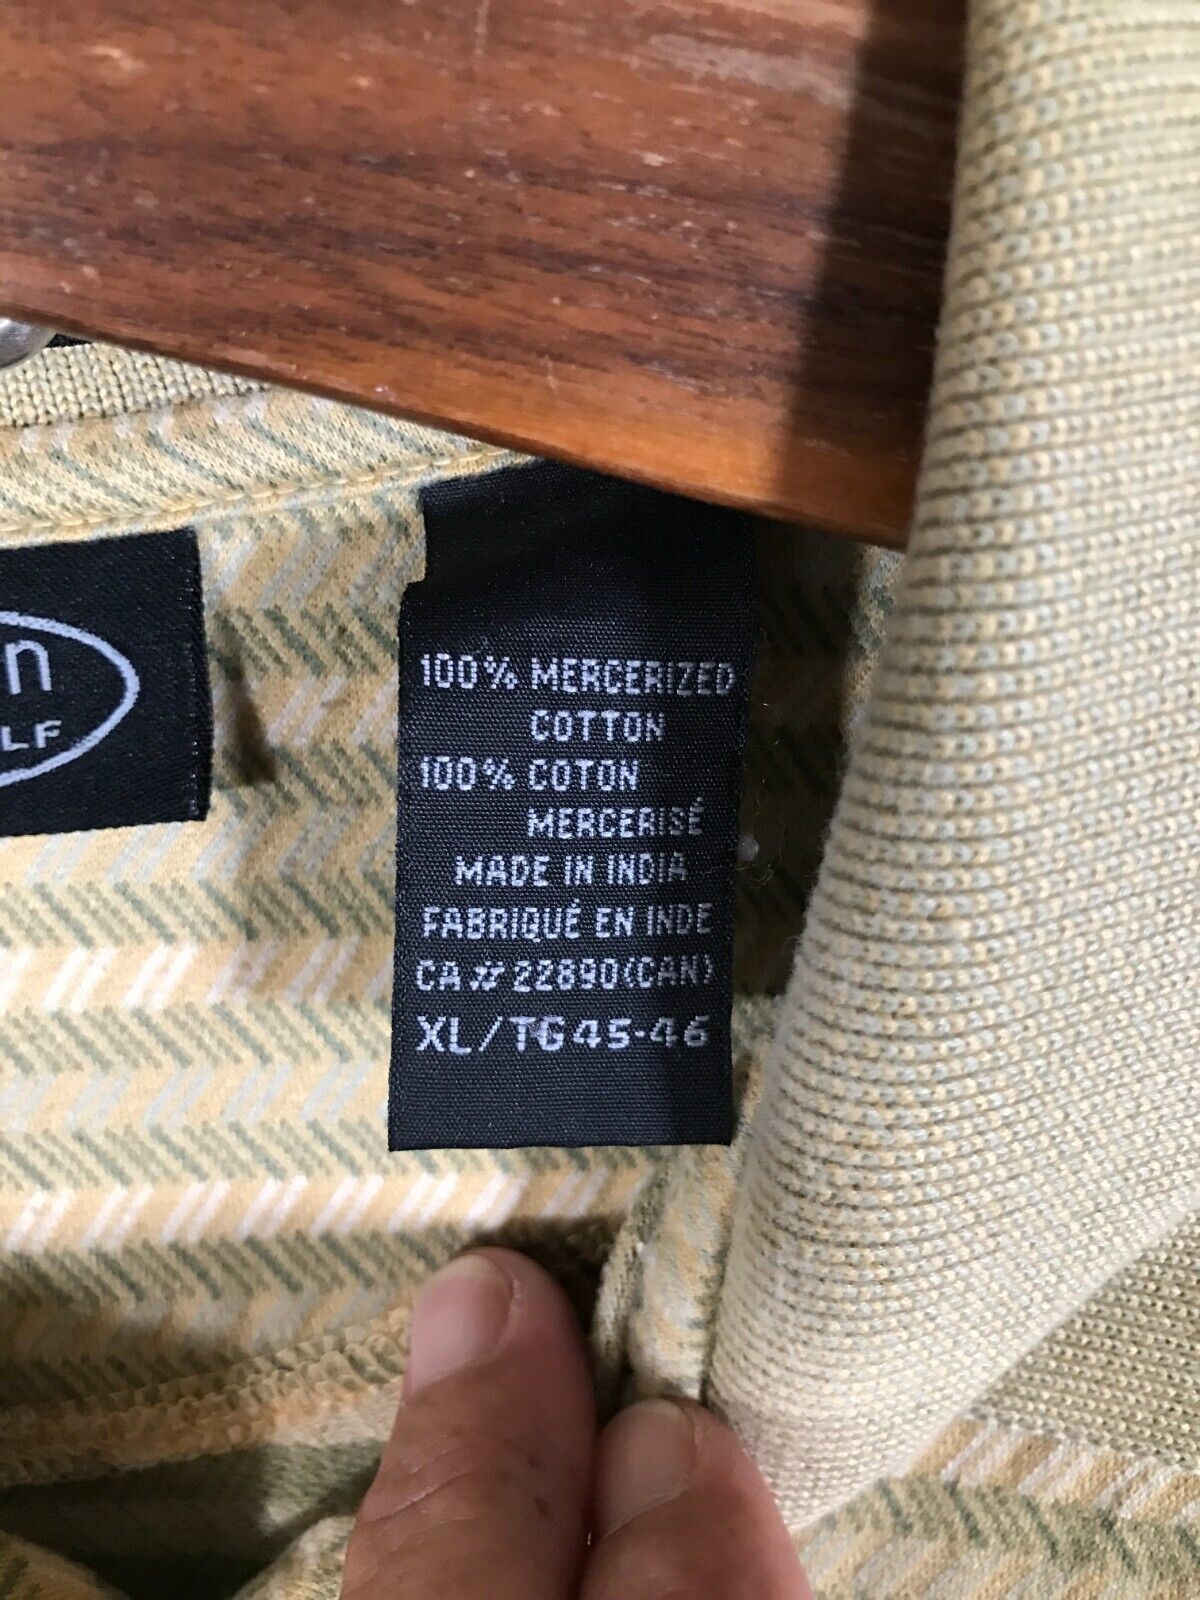 100% MERCERIZED
COTTON
100% COTON
MERCERISÉ
MADE IN INDIA
FABRIQUÉ EN INDE
CA # 22890(CAN)
XL/TG 45-46